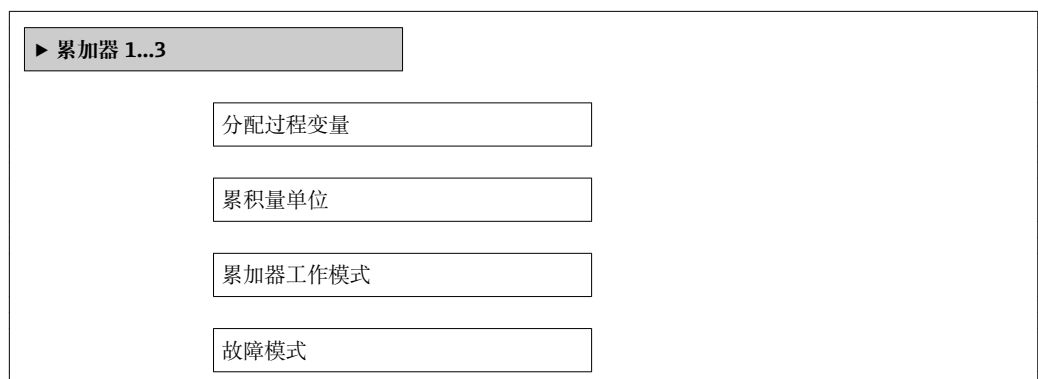 ▶ 累加器 1...3
分配过程变量
累积量单位
累加器工作模式
故障模式